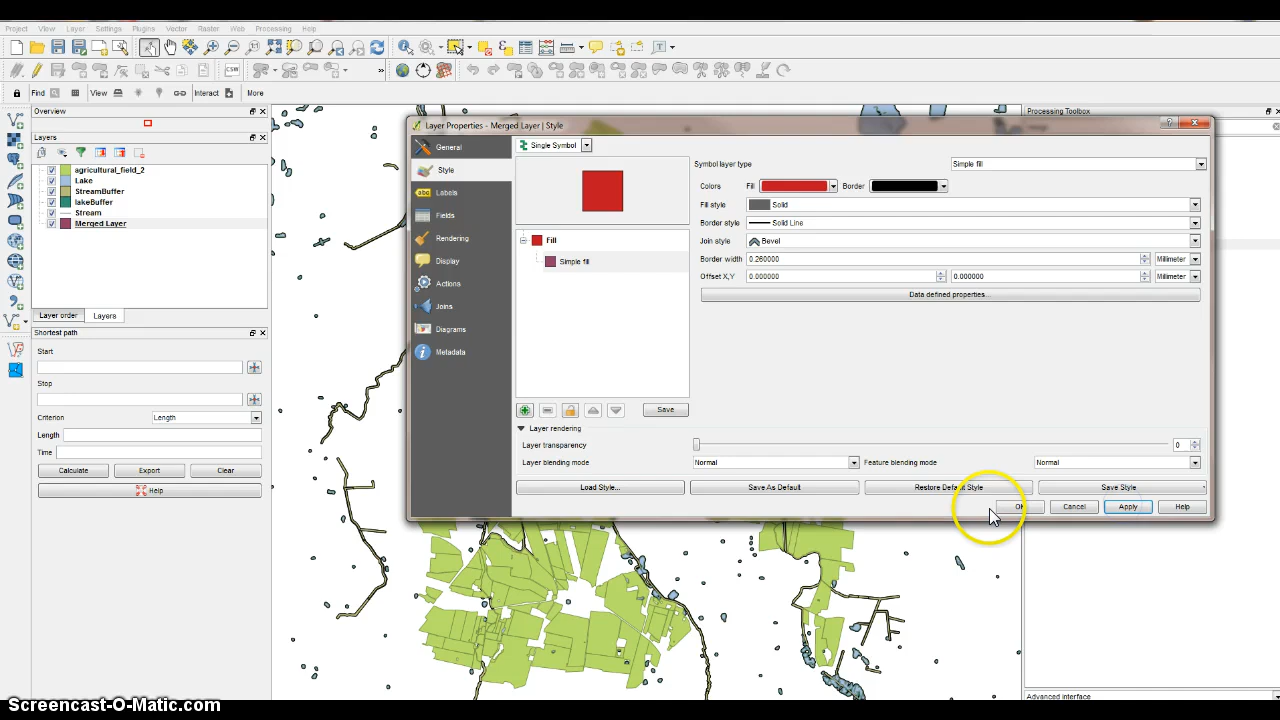 Project View Layer Settings Plugins Vector Raster Web Processing Help
CSW
Find View Interact More
Overview
Layers
agricultural_field_2
Lake
StreamBuffer
lakeBuffer
Stream
Merged Layer
Layer order Layers
Shortest path
Start
Stop
Criterion Length
Length
Time
Calculate Export Clear
Help
Layer Properties - Merged Layer | Style
General
Style
abc Labels
Fields
Rendering
Display
Actions
Joins
Diagrams
Metadata
Single Symbol
Fill
Simple fill
Save
Symbol layer type Simple fill
Colors Fill Border
Fill style Solid
Border style Solid Line
Join style Bevel
Border width 0.260000 Millimeter
Offset X,Y 0.000000 0.000000 Millimeter
Data defined properties...
Layer rendering
Layer transparency 0
Layer blending mode Normal Feature blending mode Normal
Load Style... Save As Default Restore Default Style Save Style
Cancel Apply Help
Processing Toolbox
Advanced interface
Screencast-O-Matic.com